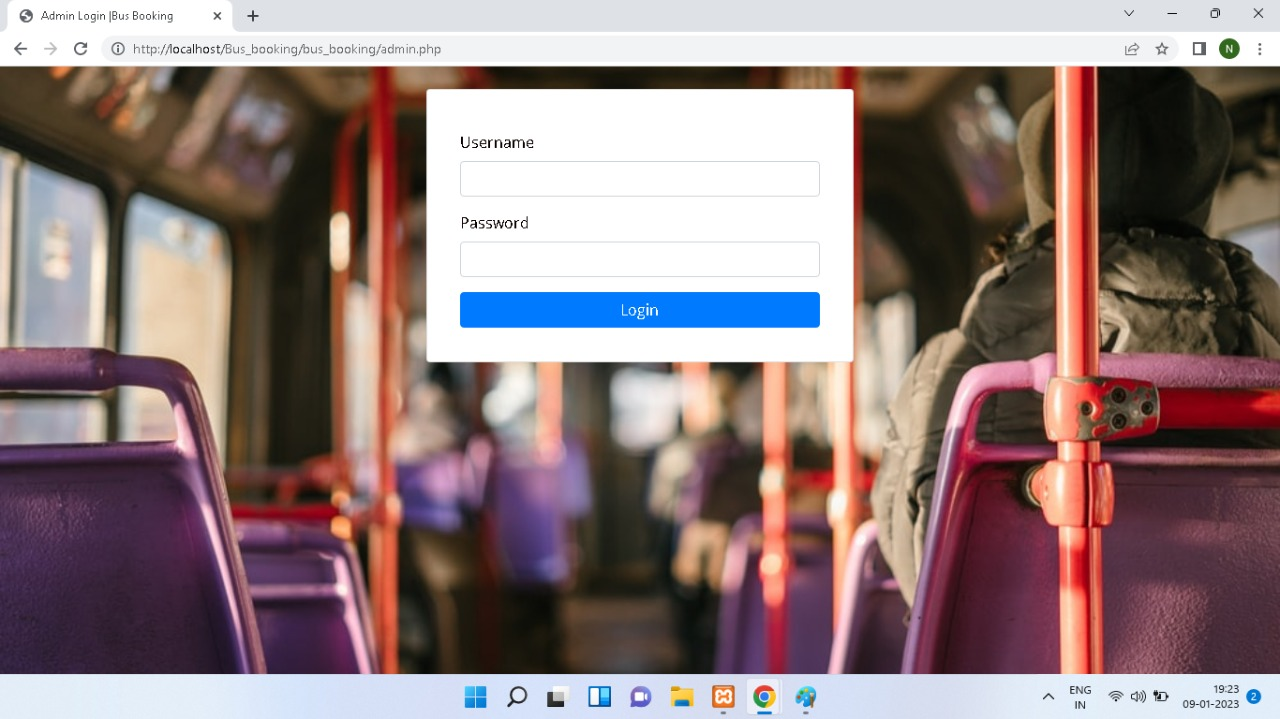 Admin Login |Bus Booking
http://localhost/Bus_booking/bus_booking/admin.php
N
Username
Password
Login
ENG
IN
19:23
09-01-2023
2